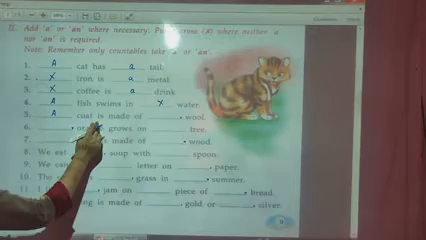 II. Add 'a' or 'an' where necessary. Put a cross (X) where neither 'a'
nor 'an' is required.
Note: Remember only countables take 'a' or 'an'.
1. A cat has a tail.
2. X iron is a metal.
3. X coffee is a drink
4. A fish swims in X water.
5. A coat is made of wool.
6. grows on tree.
7. made of wood.
8. We eat soup with spoon.
9. We can letter on paper.
10. The grass in summer.
11. I jam on piece of bread.
is made of gold or silver.